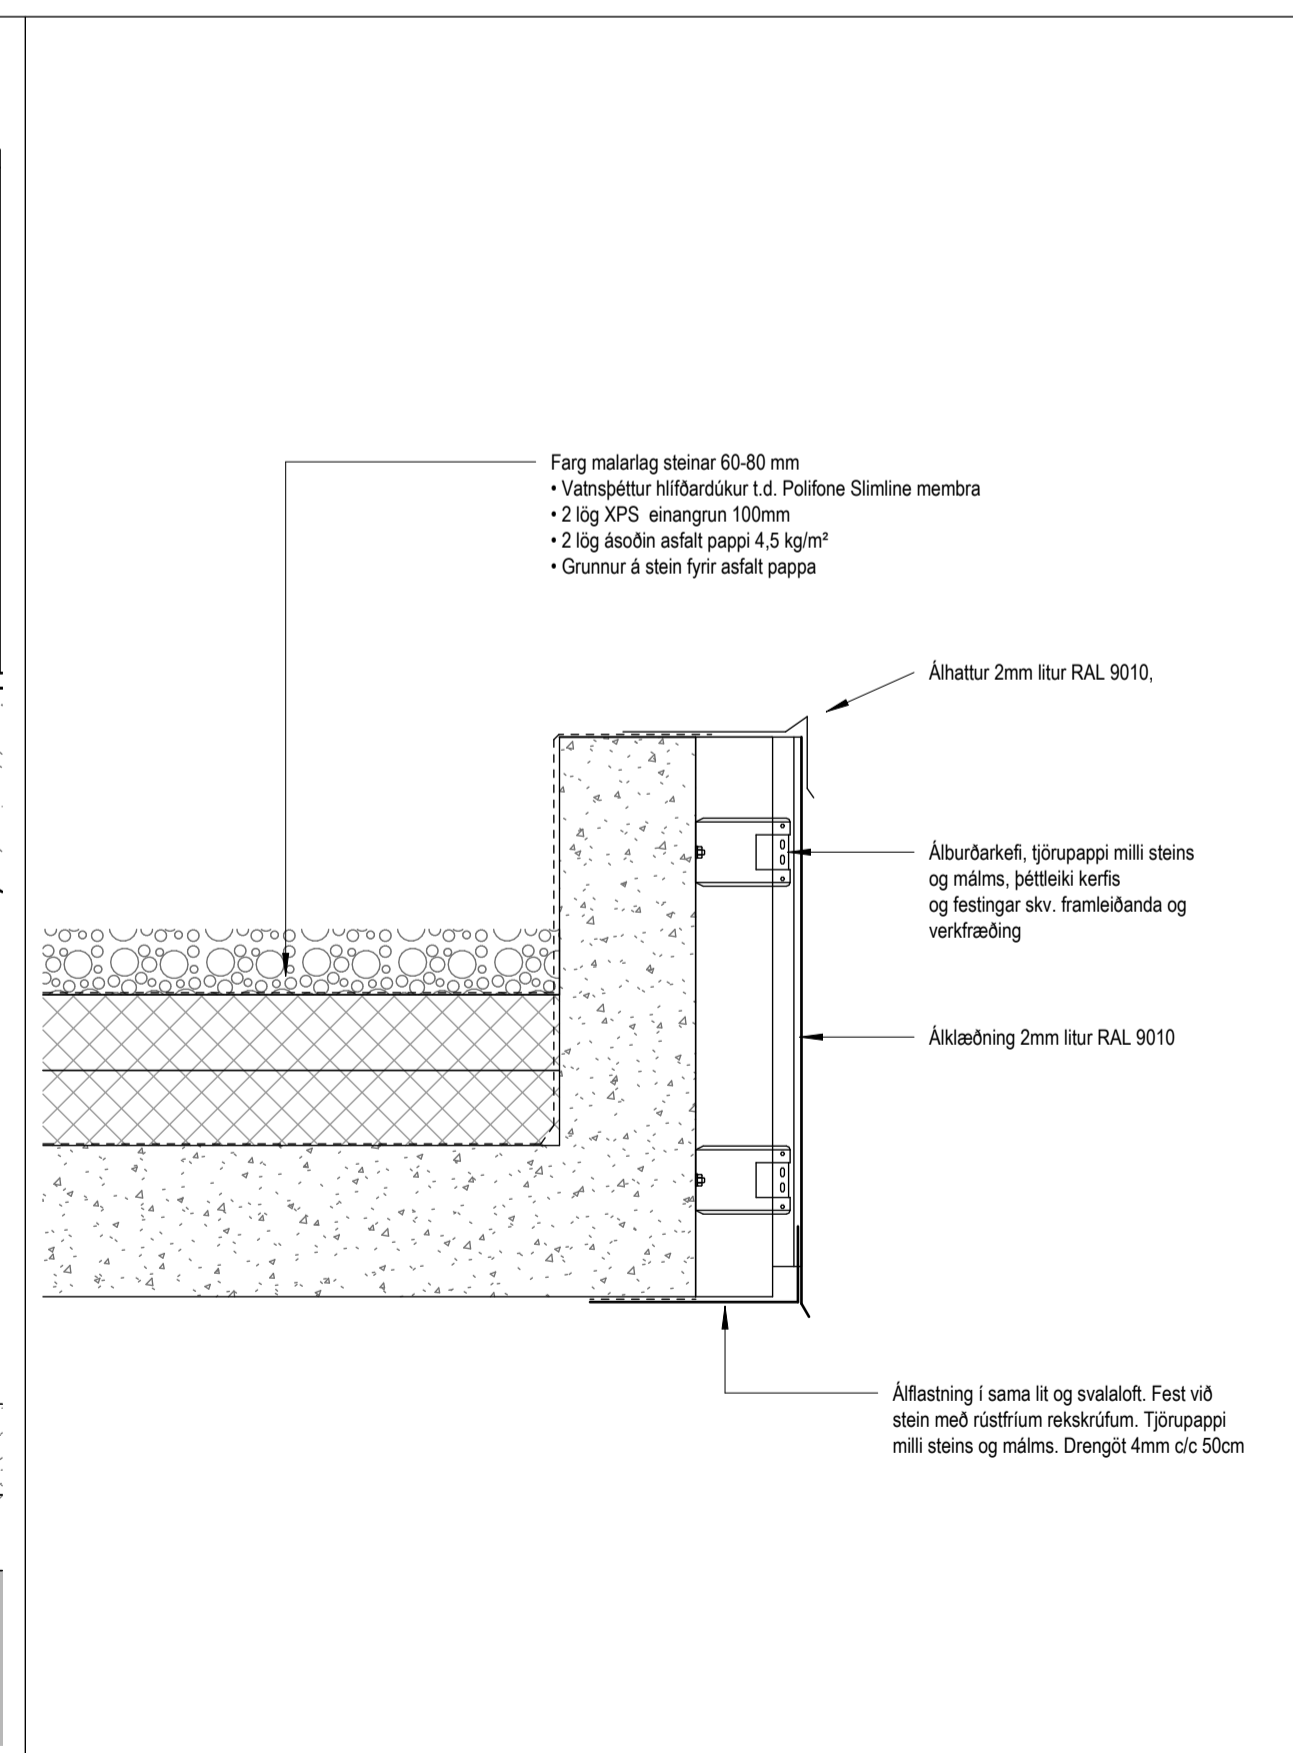 Farg malarlag steinar 60-80 mm
• Vatnsþéttur hlífðardúkur t.d. Polifone Slimline membra
• 2 lög XPS einangrun 100mm
• 2 lög ásoðin asfalt pappi 4,5 kg/m²
• Grunnur á stein fyrir asfalt pappa
Álhattur 2mm litur RAL 9010,
Álburðarkefi, tjörupappi milli steins
og málms, þéttleiki kerfis
og festingar skv. framleiðanda og
verkfræðing
Álklæðning 2mm litur RAL 9010
Álflastning í sama lit og svalaloft. Fest við
stein með rústfríum rekskrúfum. Tjörupappi
milli steins og málms. Drengöt 4mm c/c 50cm